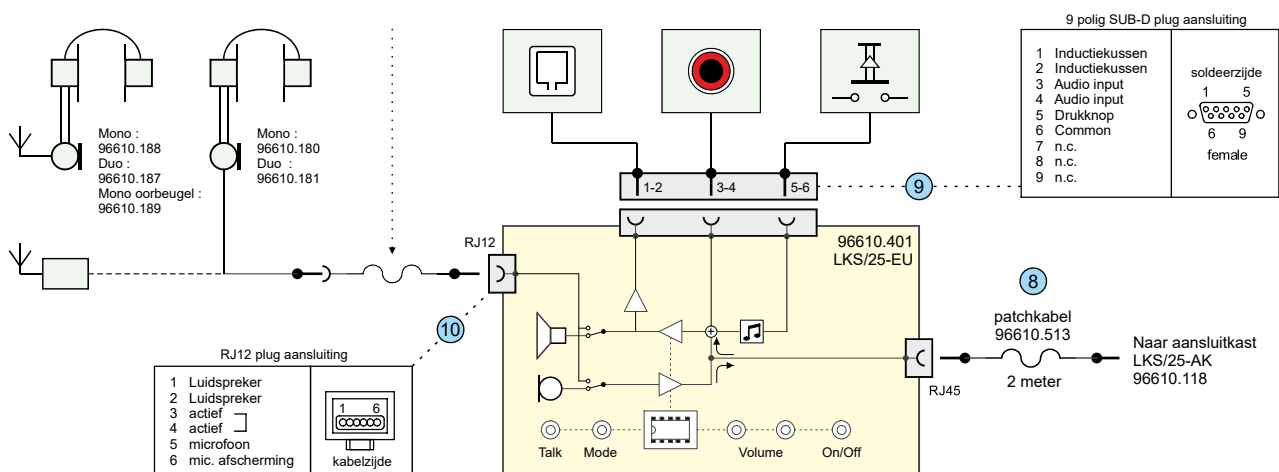 9 polig SUB-D plug aansluiting
1 Inductiekussen
2 Inductiekussen
3 Audio input
4 Audio input
5 Drukknop
6 Common
7 n.c.
8 n.c.
9 n.c.
soldeerzijde
1 5
6 9
female
Mono :
96610.188
Duo :
96610.187
Mono oorbeugel :
96610.189
Mono :
96610.180
Duo :
96610.181
1-2
3-4
5-6
9
RJ12
96610.401
LKS/25-EU
10
8
patchkabel
96610.513
2 meter
Naar aansluitkast
LKS/25-AK
96610.118
RJ45
RJ12 plug aansluiting
1 Luidspreker
2 Luidspreker
3 actief
4 actief
5 microfoon
6 mic. afscherming
1 6
kabelzijde
Talk
Mode
Volume
On/Off